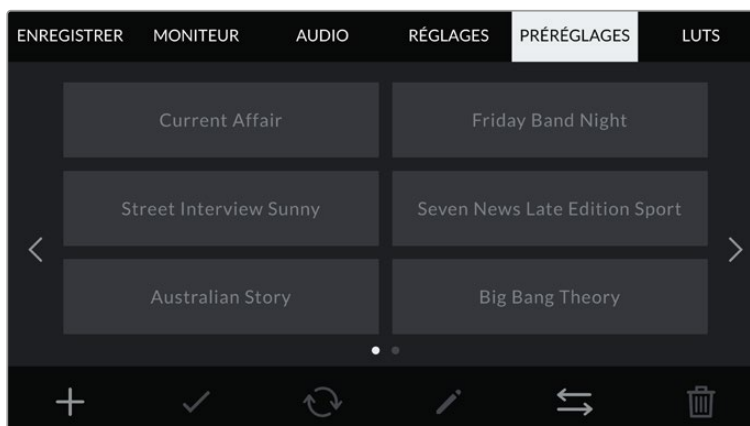 ENREGISTRER MONITEUR AUDIO RÉGLAGES PRÉRÉGLAGES LUTS
Current Affair Friday Band Night
Street Interview Sunny Seven News Late Edition Sport
Australian Story Big Bang Theory